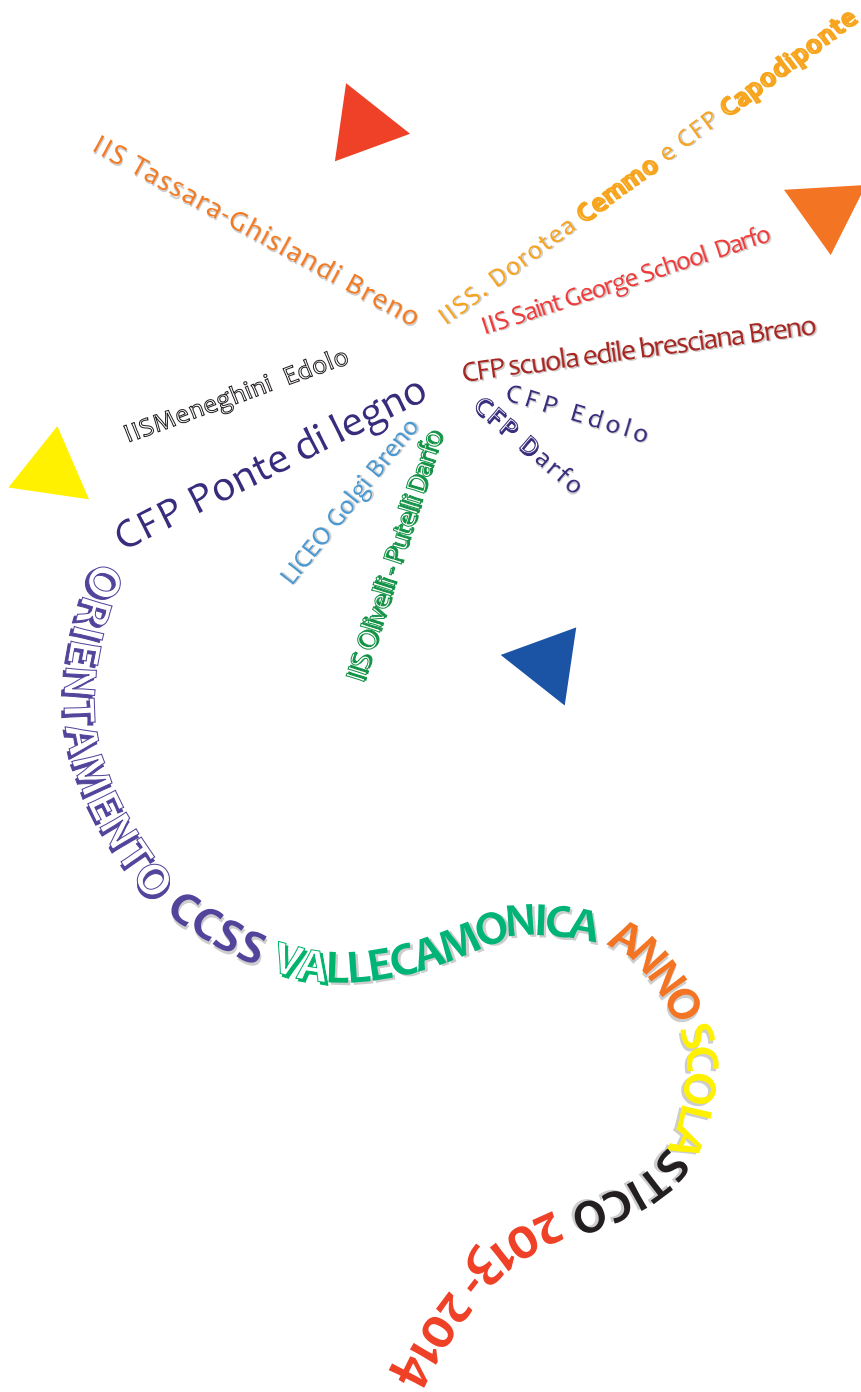 IIS Tassara-Ghislandi Breno
IISS. Dorotea Cemmo e CFP Capodiponte
IIS Saint George School Darfo
CFP scuola edile bresciana Breno
CFP Edolo
CFP Darfo
IISMeneghini Edolo
CFP Ponte di legno
LICEO Golgi Breno
IIS Olivelli - Putelli Darfo
ORIENTAMENTO CCSS VALLECAMONICA ANNO SCOLASTICO 2013-2014